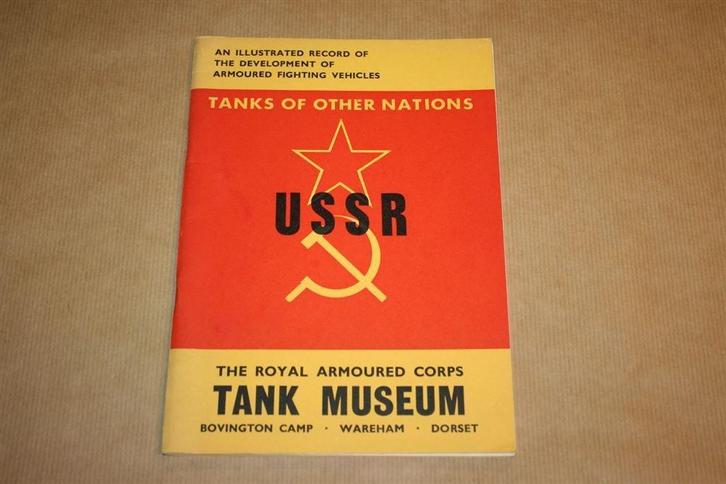 AN ILLUSTRATED RECORD OF
THE DEVELOPMENT OF
ARMOURED FIGHTING VEHICLES
TANKS OF OTHER NATIONS
USSR
THE ROYAL ARMOURED CORPS
TANK MUSEUM
BOVINGTON CAMP · WAREHAM · DORSET